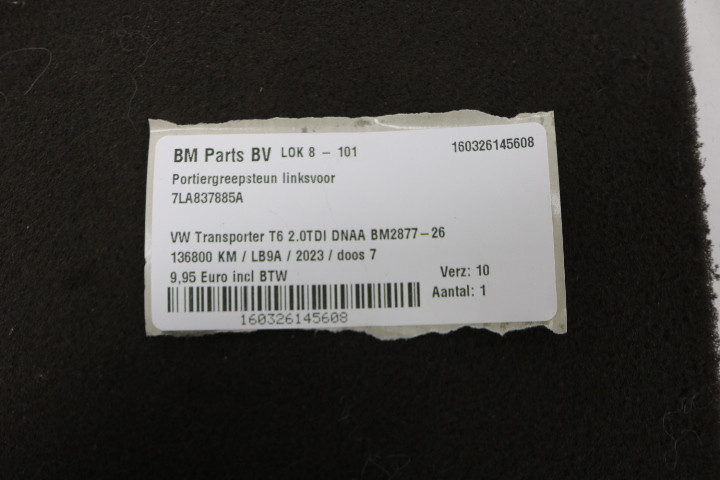 BM Parts BV LOK 8 – 101 160326145608
Portiergreepsteun linksvoor
7LA837885A
VW Transporter T6 2.0TDI DNAA BM2877-26
136800 KM / LB9A / 2023 / doos 7
9,95 Euro incl BTW Verz: 10
Aantal: 1
160326145608